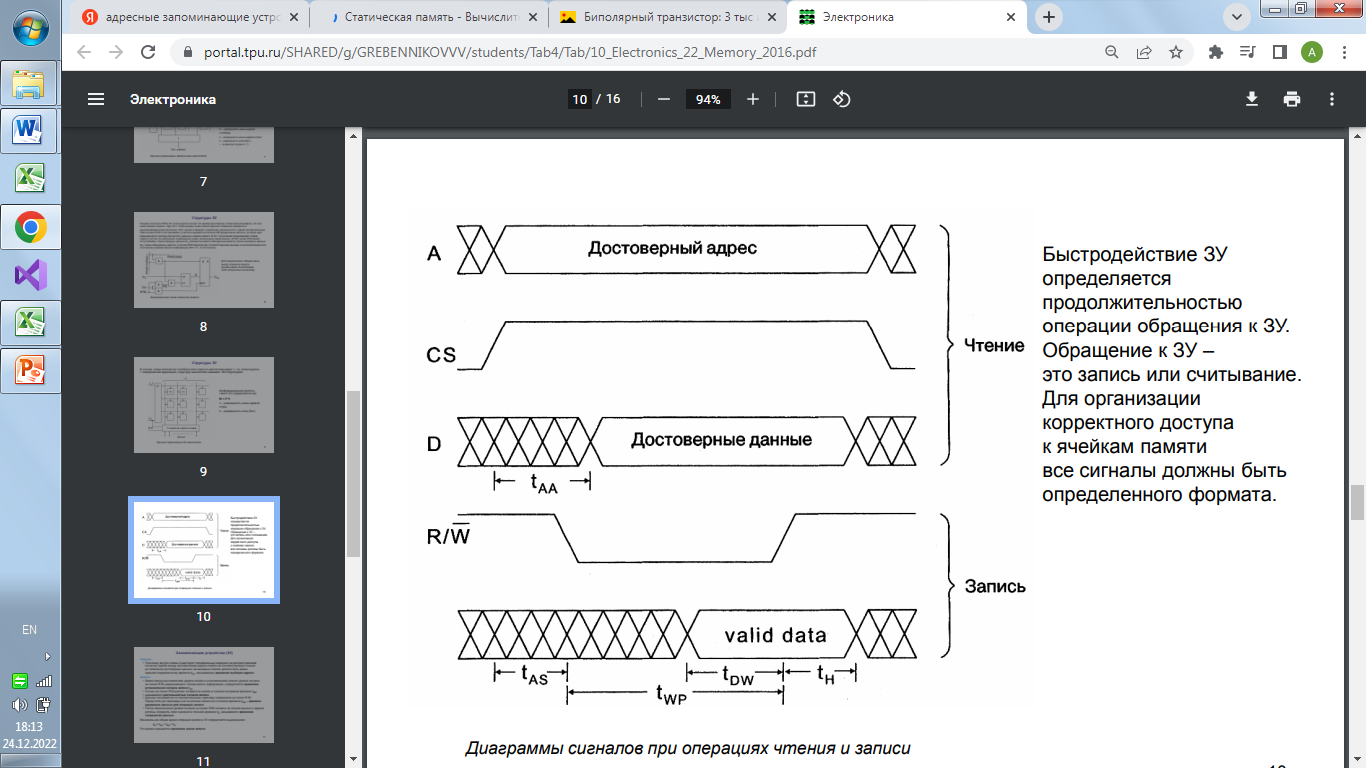 адресные запоминающие устро
Статическая память - Вычислит
Биполярный транзистор: 3 тыс и
Электроника
portal.tpu.ru/SHARED/g/GREBENNIKOVVV/students/Tab4/Tab/10_Electronics_22_Memory_2016.pdf
A
Электроника
10 / 16
94%
7
8
9
10
11
A
Достоверный адрес
CS
Чтение
D
Достоверные данные
tAA
R/W̅
Запись
valid data
tAS
tDW
tH
tWP
Быстродействие ЗУ
определяется
продолжительностью
операции обращения к ЗУ.
Обращение к ЗУ –
это запись или считывание.
Для организации
корректного доступа
к ячейкам памяти
все сигналы должны быть
определенного формата.
Диаграммы сигналов при операциях чтения и записи
EN
18:13
24.12.2022